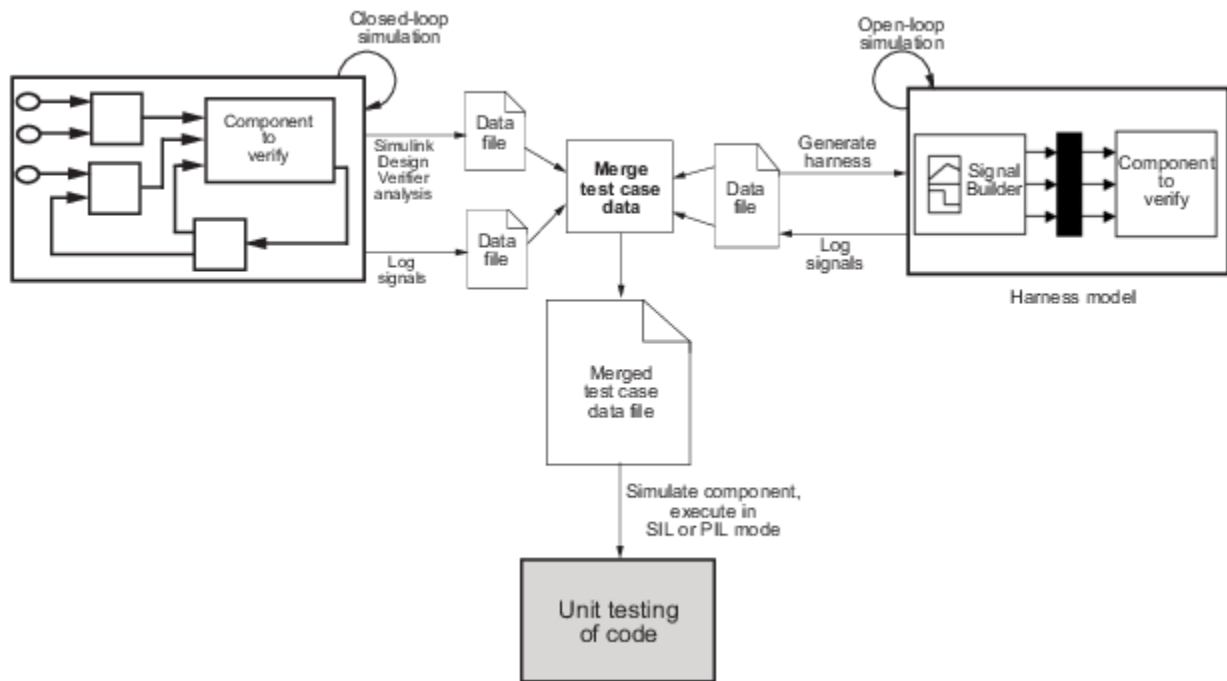 Closed-loop
simulation
Component
to
verify
Simulink
Design
Verifier
analysis
Log
signals
Data
file
Data
file
Merge
test case
data
Data
file
Generate
harness
Log
signals
Open-loop
simulation
Signal
Builder
Component
to
verify
Harness model
Merged
test case
data file
Simulate component,
execute in
SIL or PIL mode
Unit testing
of code